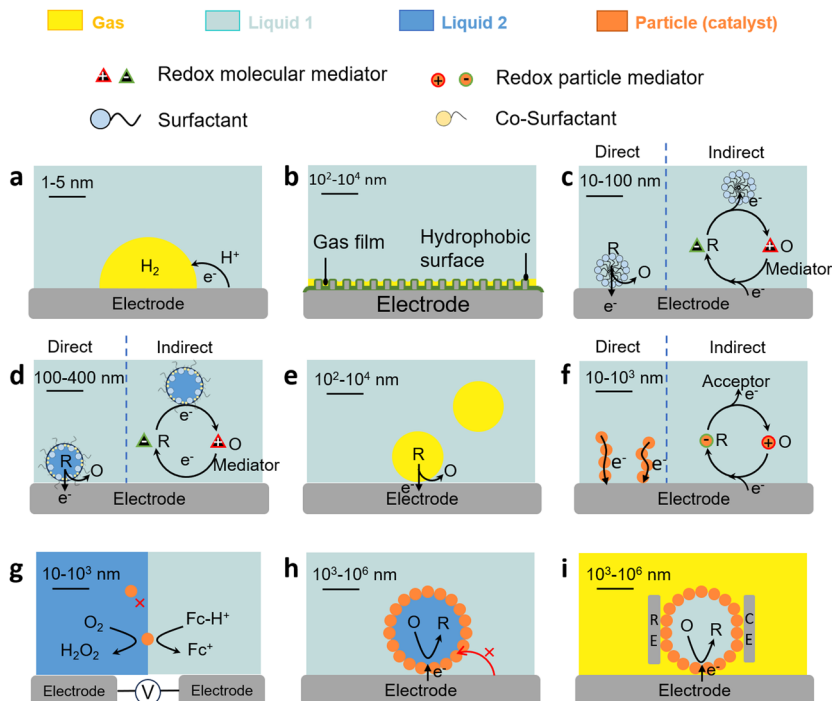 Gas
Liquid 1
Liquid 2
Particle (catalyst)
Redox molecular mediator
Redox particle mediator
Surfactant
Co-Surfactant
a
1-5 nm
H₂
H⁺
e⁻
Electrode
b
10²-10⁴ nm
Gas film
Hydrophobic
surface
Electrode
c
Direct
Indirect
10-100 nm
R
O
e⁻
e⁻
R
O
Mediator
e⁻
Electrode
d
Direct
Indirect
100-400 nm
R
O
e⁻
e⁻
R
O
Mediator
e⁻
Electrode
e
10²-10⁴ nm
R
O
e⁻
Electrode
f
Direct
Indirect
10-10³ nm
Acceptor
e⁻
e⁻
e⁻
R
O
e⁻
Electrode
g
10-10³ nm
O₂
H₂O₂
Fc-H⁺
Fc⁺
Electrode
V
Electrode
h
10³-10⁶ nm
O
R
e⁻
Electrode
i
10³-10⁶ nm
RE
O
R
CE
e⁻
Electrode